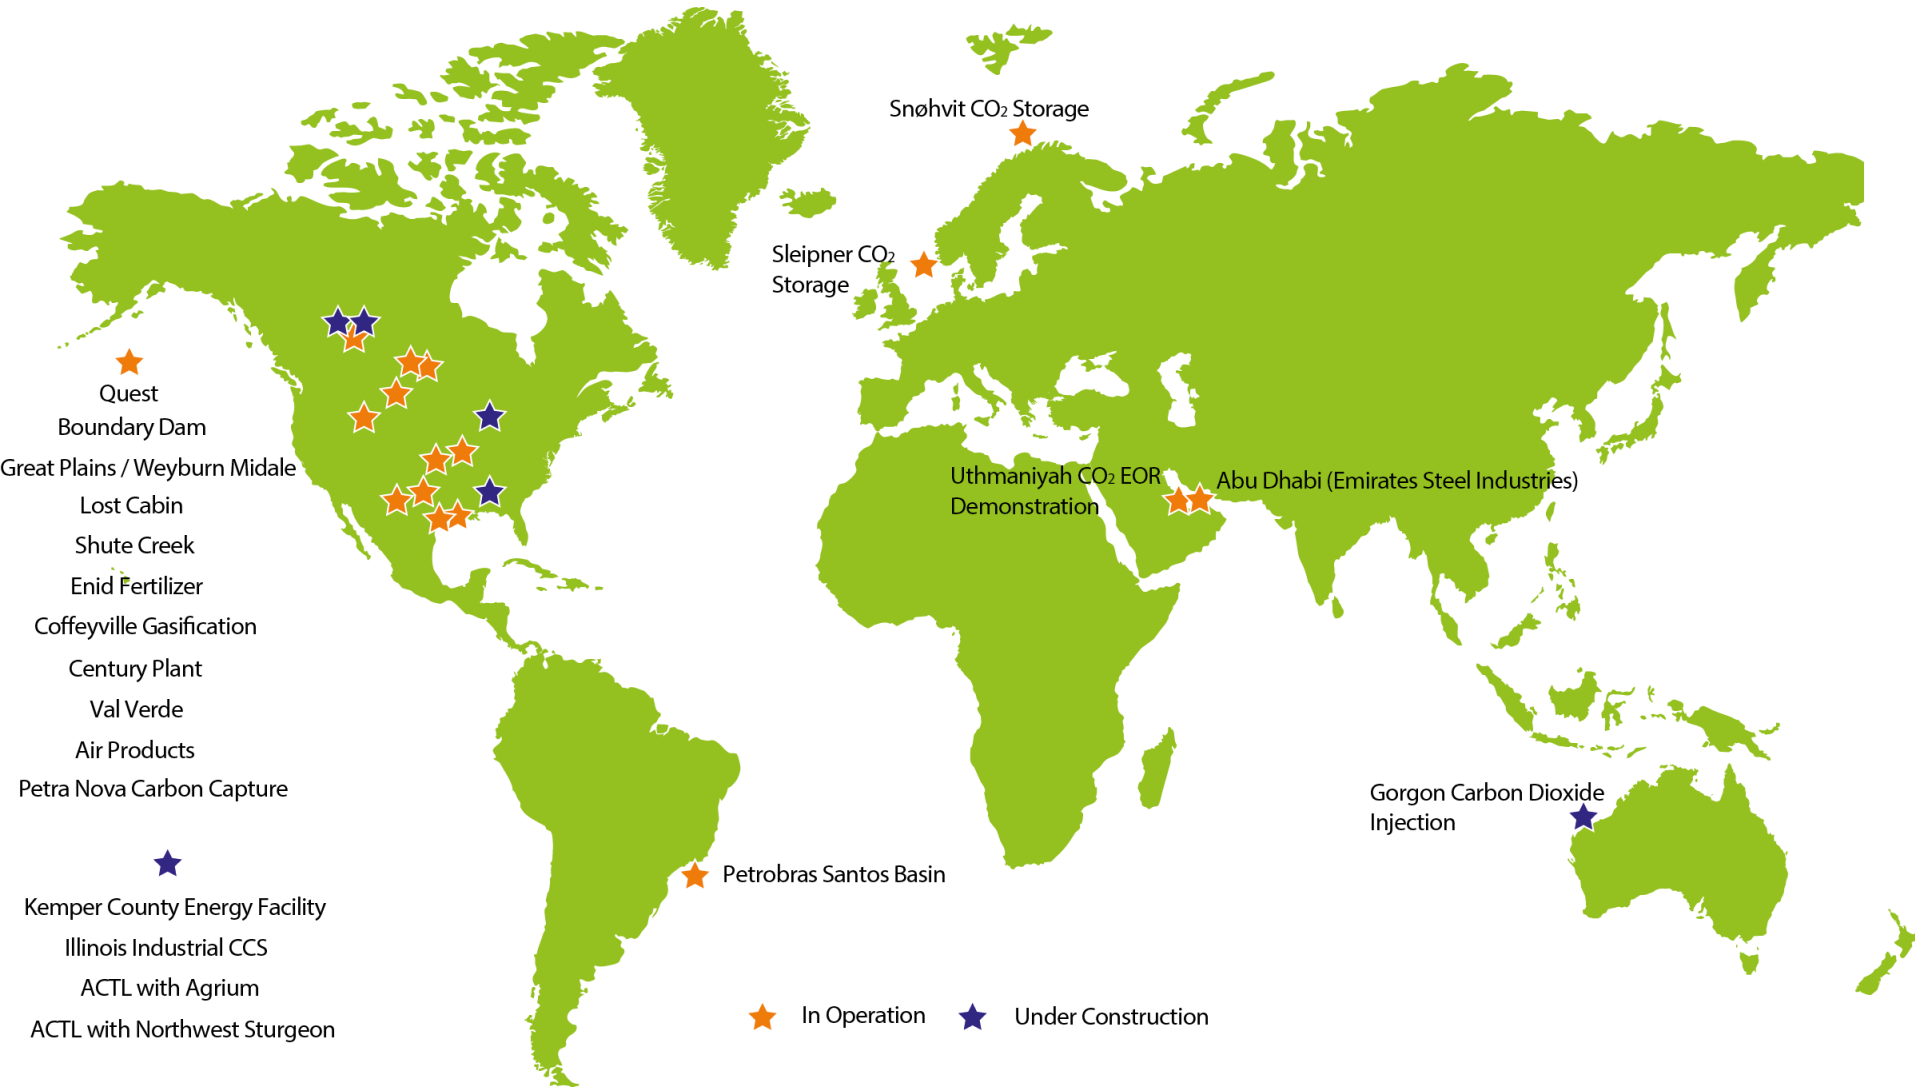 Snøhvit CO₂ Storage
Sleipner CO₂
Storage
Quest
Boundary Dam
Great Plains / Weyburn Midale
Lost Cabin
Shute Creek
Enid Fertilizer
Coffeyville Gasification
Century Plant
Val Verde
Air Products
Petra Nova Carbon Capture
Kemper County Energy Facility
Illinois Industrial CCS
ACTL with Agrium
ACTL with Northwest Sturgeon
Uthmaniyah CO₂ EOR
Demonstration
Abu Dhabi (Emirates Steel Industries)
Gorgon Carbon Dioxide
Injection
Petrobras Santos Basin
In Operation
Under Construction